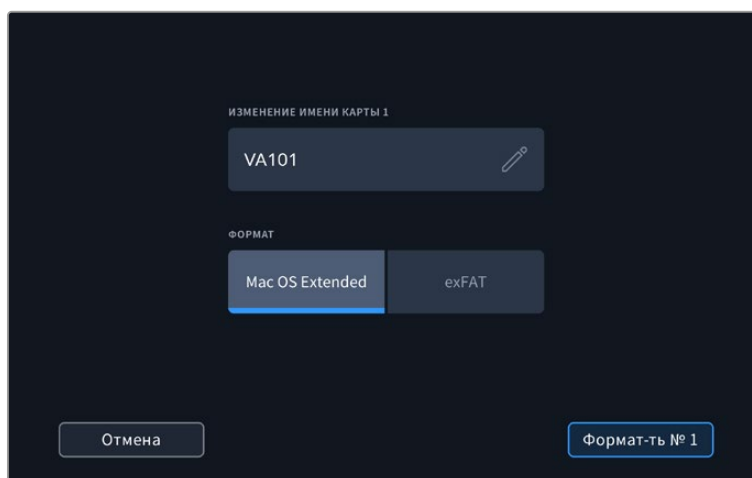 ИЗМЕНЕНИЕ ИМЕНИ КАРТЫ 1
VA101
ФОРМАТ
Mac OS Extended
exFAT
Отмена
Формат-ть № 1